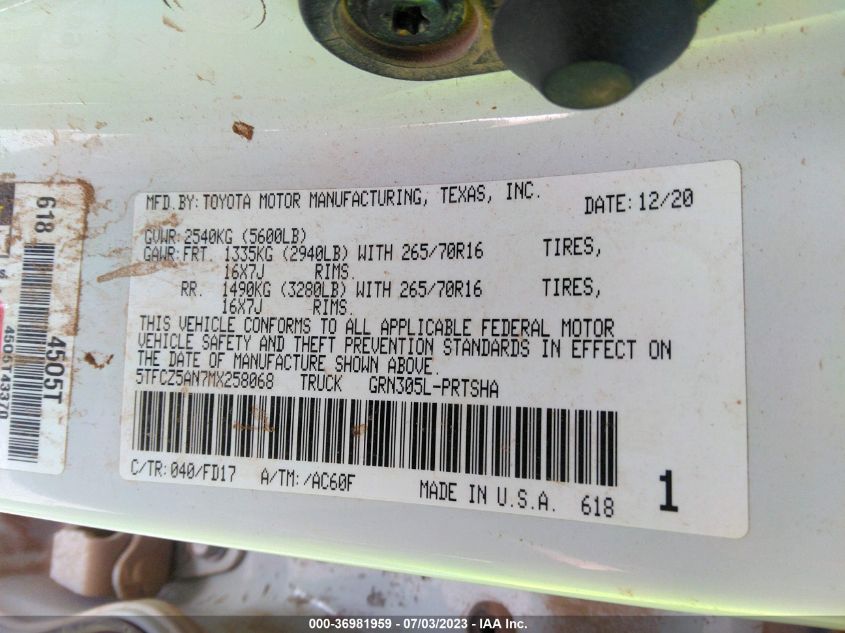 MFD.BY:TOYOTA MOTOR MANUFACTURING, TEXAS, INC. DATE:12/20
GVWR:2540KG (5600LB)
GAWR:FRT. 1335KG (2940LB) WITH 265/70R16 TIRES,
16X7J RIMS.
RR. 1490KG (3280LB) WITH 265/70R16 TIRES,
16X7J RIMS.
THIS VEHICLE CONFORMS TO ALL APPLICABLE FEDERAL MOTOR
VEHICLE SAFETY AND THEFT PREVENTION STANDARDS IN EFFECT ON
THE DATE OF MANUFACTURE SHOWN ABOVE.
5TFCZ5AN7MX258068 TRUCK GRN305L-PRTSHA
C/TR:040/FD17 A/TM:/AC60F MADE IN U.S.A. 618 1
618 4505T
4505T43370
000-36981959 - 07/03/2023 - IAA Inc.